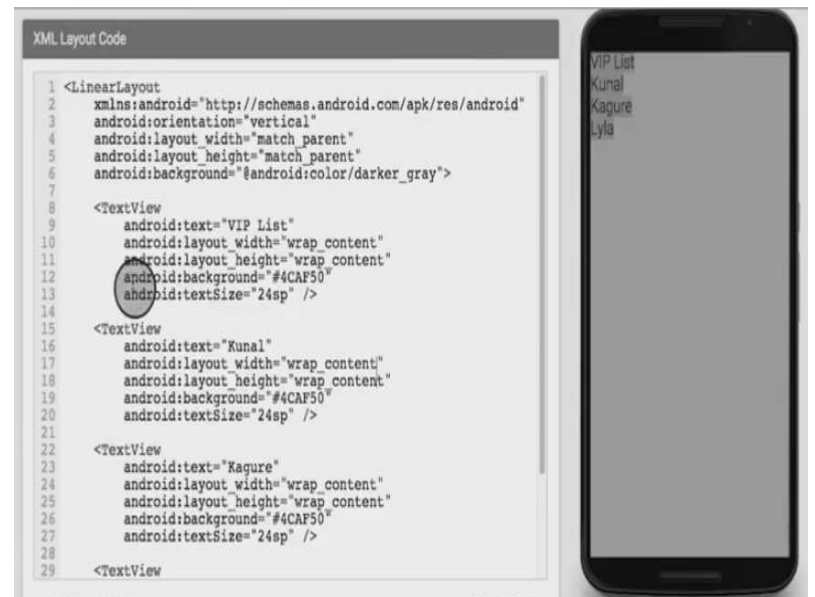 XML Layout Code
1 <LinearLayout
2 xmlns:android="http://schemas.android.com/apk/res/android"
3 android:orientation="vertical"
4 android:layout_width="match_parent"
5 android:layout_height="match_parent"
6 android:background="@android:color/darker_gray">
7
8 <TextView
9 android:text="VIP List"
10 android:layout_width="wrap_content"
11 android:layout_height="wrap_content"
12 android:background="#4CAF50"
13 android:textSize="24sp" />
14
15 <TextView
16 android:text="Kunal"
17 android:layout_width="wrap_content"
18 android:layout_height="wrap_content"
19 android:background="#4CAF50"
20 android:textSize="24sp" />
21
22 <TextView
23 android:text="Kagure"
24 android:layout_width="wrap_content"
25 android:layout_height="wrap_content"
26 android:background="#4CAF50"
27 android:textSize="24sp" />
28
29 <TextView
VIP List
Kunal
Kagure
Lyla